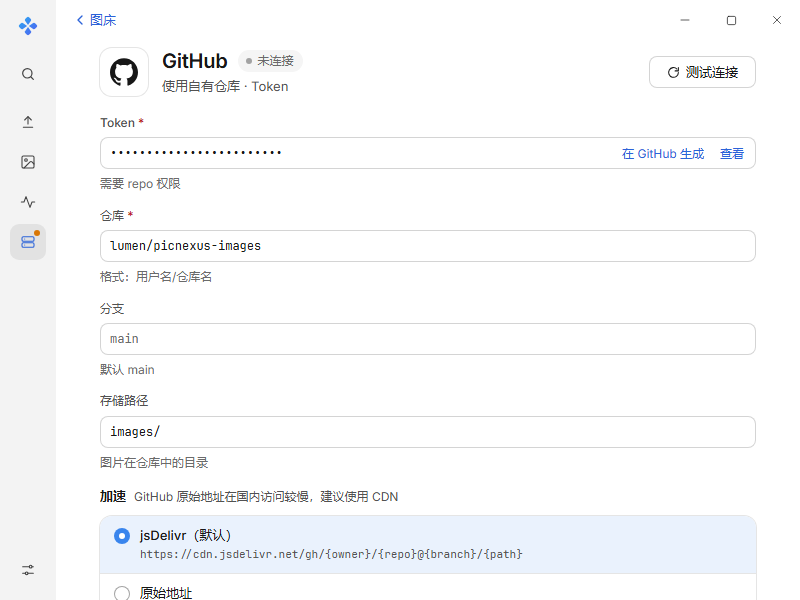 图床
GitHub
未连接
使用自有仓库 · Token
测试连接
Token *
••••••••••••••••••••••••
在 GitHub 生成
查看
需要 repo 权限
仓库 *
lumen/picnexus-images
格式：用户名/仓库名
分支
main
默认 main
存储路径
images/
图片在仓库中的目录
加速 GitHub 原始地址在国内访问较慢，建议使用 CDN
jsDelivr（默认）
https://cdn.jsdelivr.net/gh/{owner}/{repo}@{branch}/{path}
原始地址